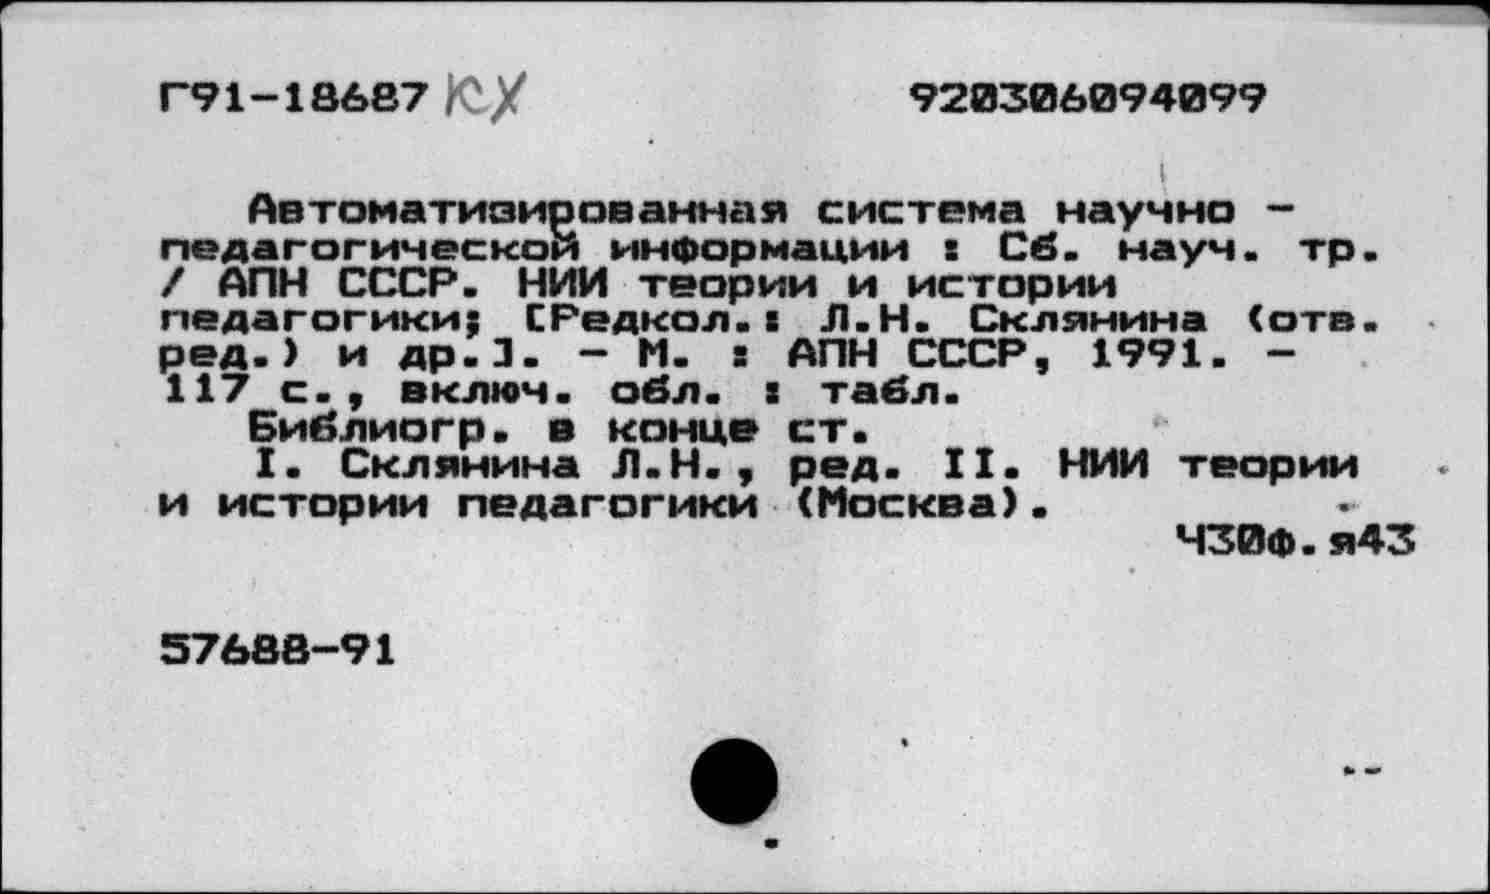 Г91-18687 КХ 920306094099
Автоматизированная система научно -
педагогической информации : Сб. науч. тр.
/ АПН СССР. НИИ теории и истории
педагогики; [Редкол.: Л.Н. Склянина (отв.
ред.) и др.]. - М. : АПН СССР, 1991. -
117 с., включ. обл. : табл.
Библиогр. в конце ст.
I. Склянина Л.Н., ред. II. НИИ теории
и истории педагогики (Москва).
Ч30ф.я43
57688-91